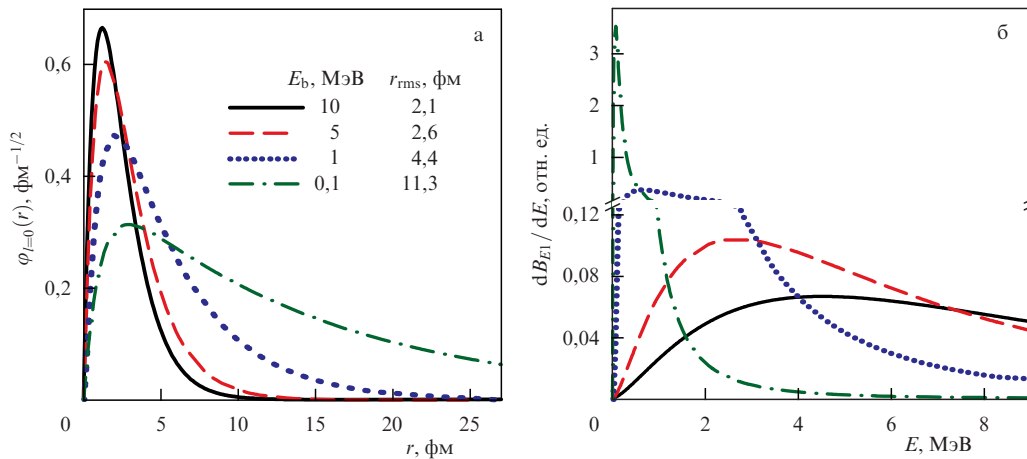 а
0,6
0,4
0,2
0
φ_{l=0}(r), фм^{−1/2}
E_b, МэВ r_rms, фм
10 2,1
5 2,6
1 4,4
0,1 11,3
0 5 10 15 20 25
r, фм
б
3
2
1
0,12
0,08
0,04
dB_{E1}/dE, отн. ед.
0 2 4 6 8
E, МэВ